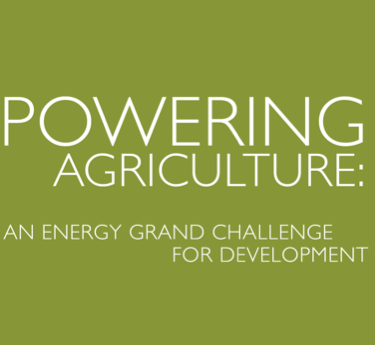 POWERING
AGRICULTURE:
AN ENERGY GRAND CHALLENGE
FOR DEVELOPMENT